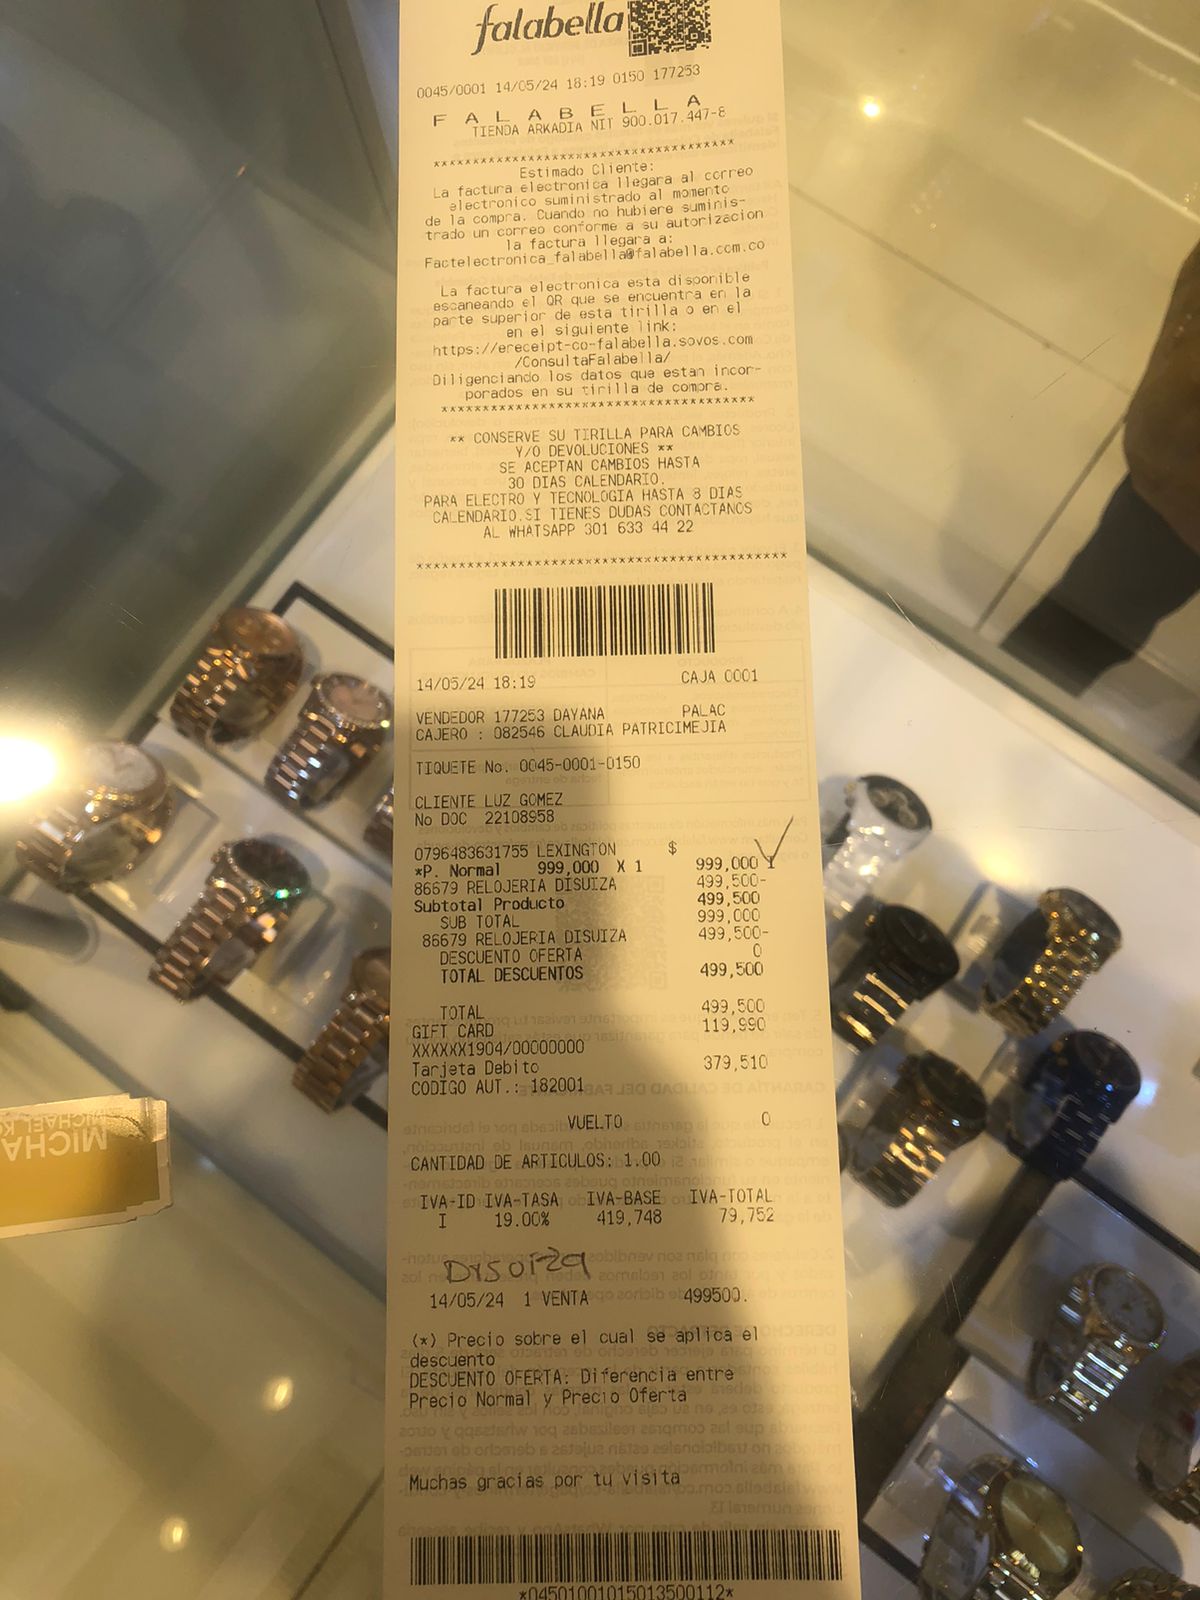 falabella
0045/0001 14/05/24 18:19 0150 177253
F A L A B E L L A
TIENDA ARKADIA NIT 900.017.447-8
***************************************
Estimado Cliente:
La factura electronica llegara al correo
electronico suministrado al momento
de la compra. Cuando no hubiere suminis-
trado un correo conforme a su autorizacion
la factura llegara a:
Factelectronica_falabella@falabella.com.co
La factura electronica esta disponible
escaneando el QR que se encuentra en la
parte superior de esta tirilla o en el
en el siguiente link:
https://ereceipt-co-falabella.sovos.com
/ConsultaFalabella/
Diligenciando los datos que estan incor-
porados en su tirilla de compra.
***************************************
** CONSERVE SU TIRILLA PARA CAMBIOS
Y/O DEVOLUCIONES **
SE ACEPTAN CAMBIOS HASTA
30 DIAS CALENDARIO.
PARA ELECTRO Y TECNOLOGIA HASTA 8 DIAS
CALENDARIO.SI TIENES DUDAS CONTACTANOS
AL WHATSAPP 301 633 44 22
***********************************************
14/05/24 18:19 CAJA 0001
VENDEDOR 177253 DAYANA PALAC
CAJERO : 082546 CLAUDIA PATRICIMEJIA
TIQUETE No. 0045-0001-0150
CLIENTE LUZ GOMEZ
No DOC 22108958
0796483631755 LEXINGTON $ 999,000 I
*P. Normal 999,000 X 1
86679 RELOJERIA DISUIZA 499,500-
Subtotal Producto 499,500
SUB TOTAL 999,000
86679 RELOJERIA DISUIZA 499,500-
DESCUENTO OFERTA 0
TOTAL DESCUENTOS 499,500
TOTAL 499,500
GIFT CARD 119,990
XXXXXX1904/00000000
Tarjeta Debito 379,510
CODIGO AUT.: 182001
VUELTO 0
CANTIDAD DE ARTICULOS: 1.00
IVA-ID IVA-TASA IVA-BASE IVA-TOTAL
I 19.00% 419,748 79,752
Disuiza
14/05/24 1 VENTA 499500.
(*) Precio sobre el cual se aplica el
descuento
DESCUENTO OFERTA: Diferencia entre
Precio Normal y Precio Oferta
Muchas gracias por tu visita
*04501001015013500112*
MICHAEL KO
MICHA